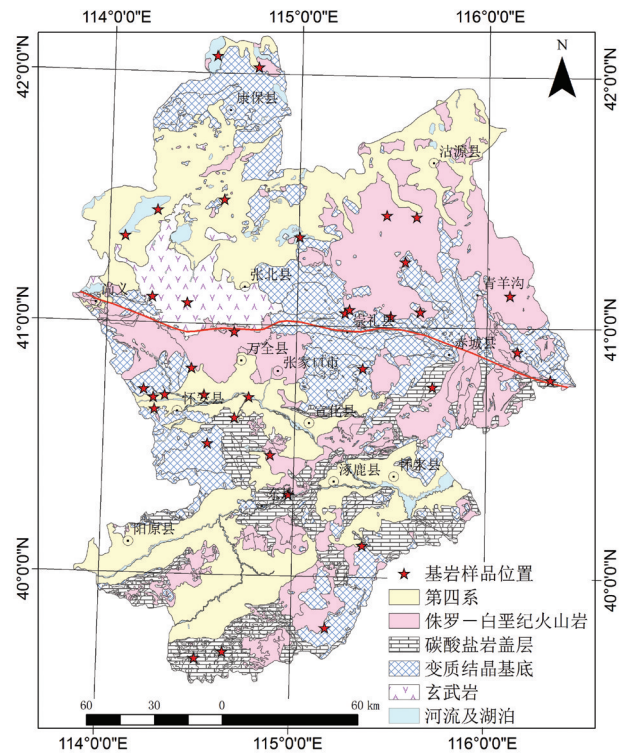 114°0'0"E 115°0'0"E 116°0'0"E
N
42°0'0"N 42°0'0"N
康保县
沽源县
张北县
青羊沟
尚义
41°0'0"N 41°0'0"N
崇礼县
赤城县
万全县
张家口市
怀安县
宣化县
涿鹿县 怀来县
阳原县
40°0'0"N 40°0'0"N
基岩样品位置
第四系
侏罗－白垩纪火山岩
碳酸盐岩盖层
变质结晶基底
玄武岩
河流及湖泊
60 30 0 60 km
114°0'0"E 115°0'0"E 116°0'0"E